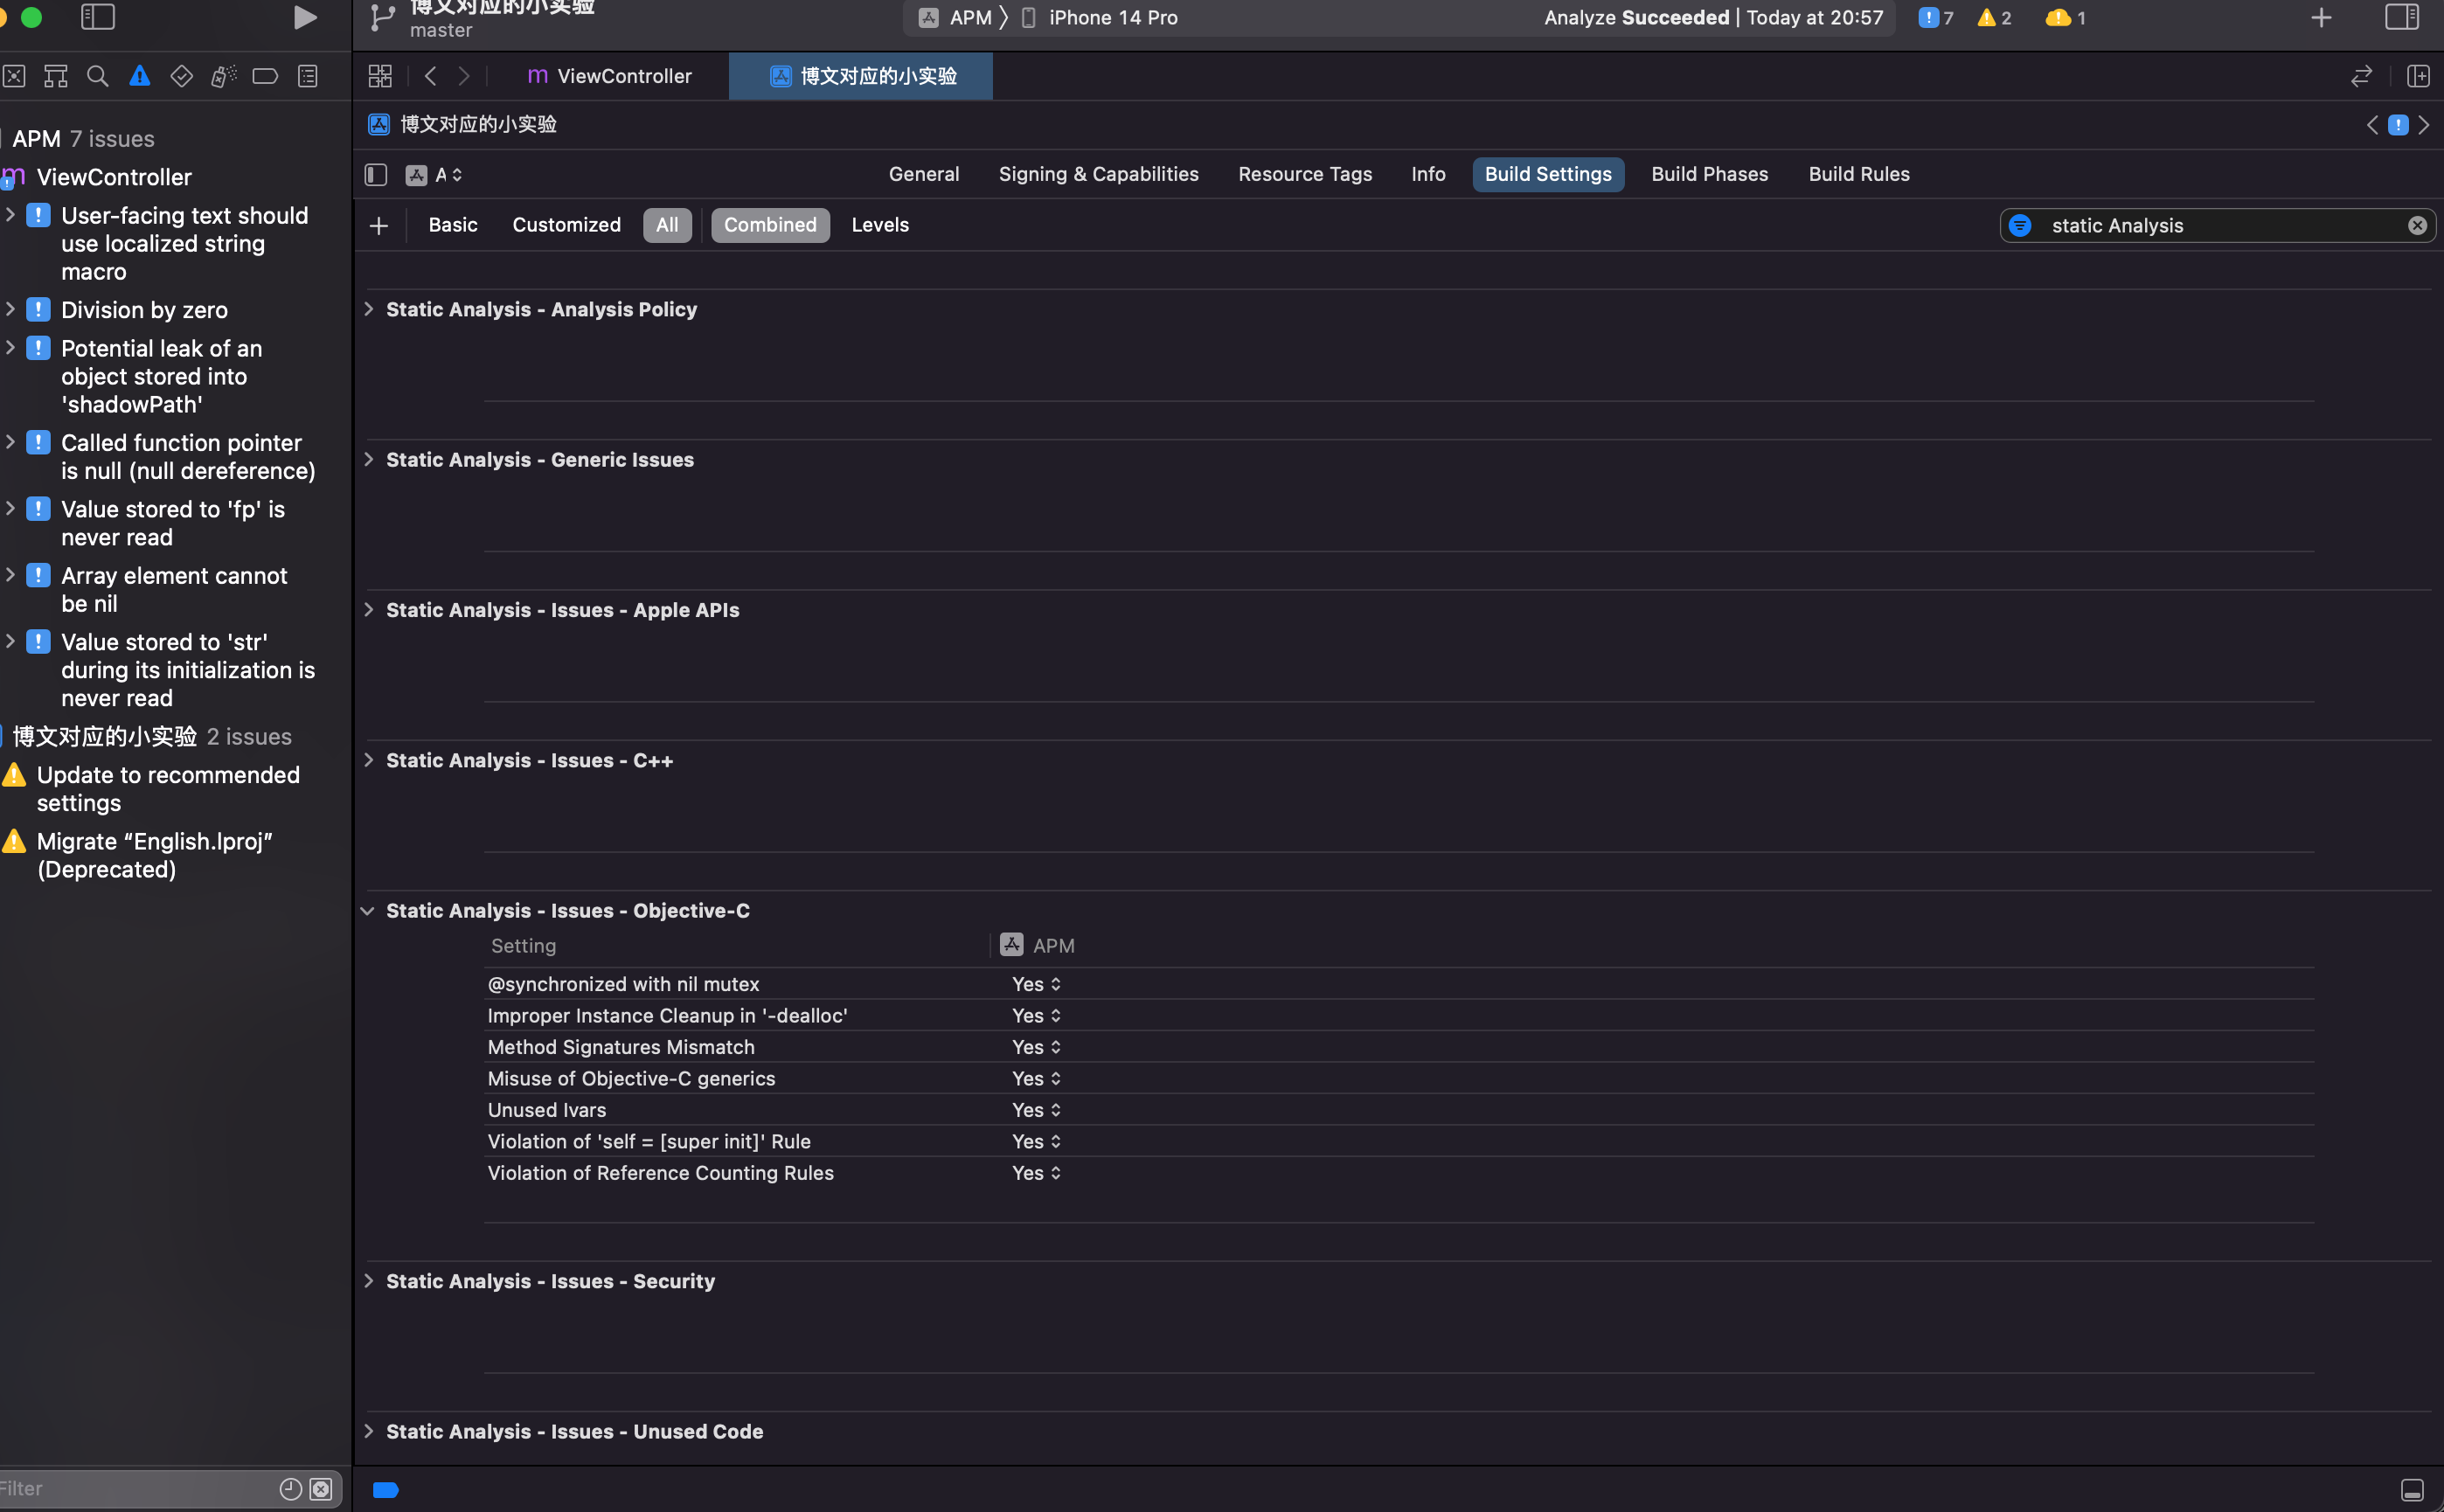 博文对应的小实验
master
APM
iPhone 14 Pro
Analyze Succeeded | Today at 20:57
7
2
1
m ViewController
博文对应的小实验
博文对应的小实验
APM 7 issues
m ViewController
User-facing text should
use localized string
macro
Division by zero
Potential leak of an
object stored into
'shadowPath'
Called function pointer
is null (null dereference)
Value stored to 'fp' is
never read
Array element cannot
be nil
Value stored to 'str'
during its initialization is
never read
博文对应的小实验 2 issues
Update to recommended
settings
Migrate “English.lproj”
(Deprecated)
Filter
A
General
Signing & Capabilities
Resource Tags
Info
Build Settings
Build Phases
Build Rules
Basic
Customized
All
Combined
Levels
static Analysis
Static Analysis - Analysis Policy
Static Analysis - Generic Issues
Static Analysis - Issues - Apple APIs
Static Analysis - Issues - C++
Static Analysis - Issues - Objective-C
Setting APM
@synchronized with nil mutex Yes
Improper Instance Cleanup in '-dealloc' Yes
Method Signatures Mismatch Yes
Misuse of Objective-C generics Yes
Unused Ivars Yes
Violation of 'self = [super init]' Rule Yes
Violation of Reference Counting Rules Yes
Static Analysis - Issues - Security
Static Analysis - Issues - Unused Code